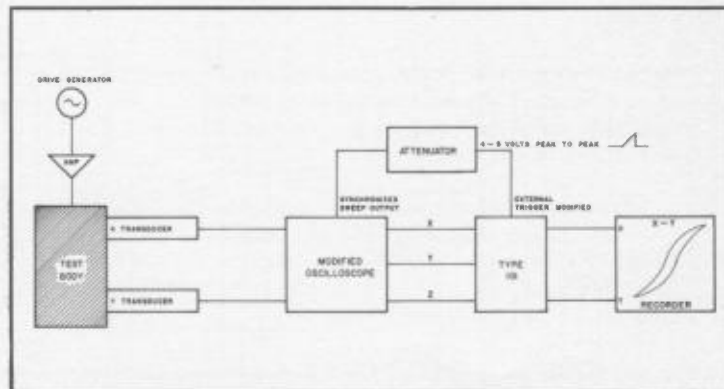 DRIVE GENERATOR
AMP
ATTENUATOR
4 – 5 VOLTS PEAK TO PEAK
SYNCHRONIZED
SWEEP OUTPUT
EXTERNAL
TRIGGER MODIFIED
X TRANSDUCER
TEST
BODY
Y TRANSDUCER
MODIFIED
OSCILLOSCOPE
X
Y
Z
TYPE
X
X – Y
Y
RECORDER